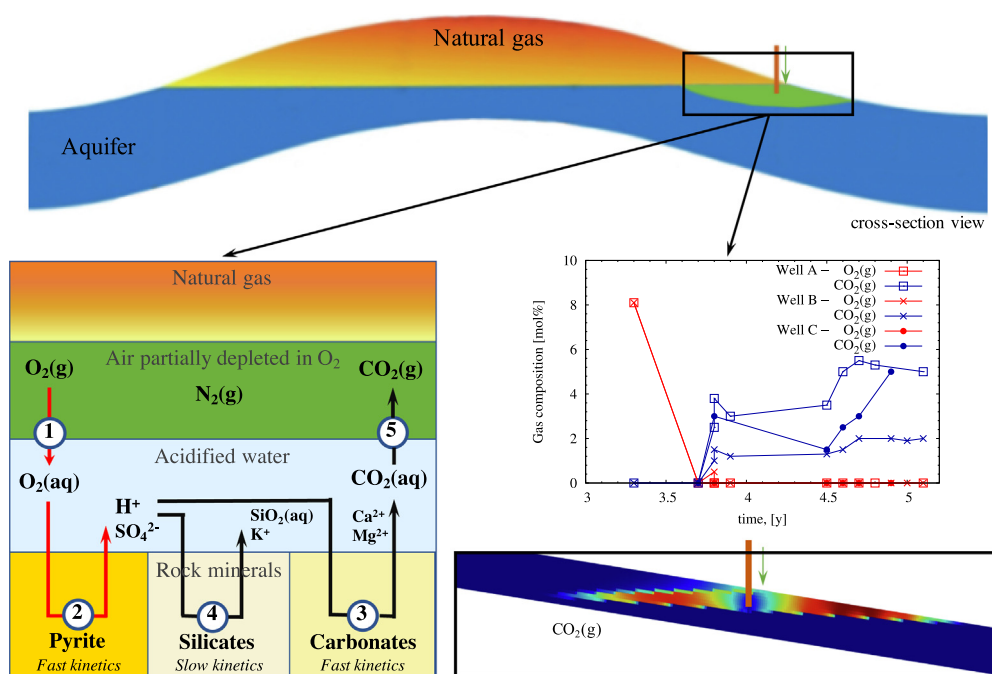 Natural gas
Aquifer
cross-section view
Natural gas
Air partially depleted in O₂
O₂(g)
CO₂(g)
N₂(g)
1
5
Acidified water
O₂(aq)
CO₂(aq)
H⁺
SO₄²⁻
SiO₂(aq)
K⁺
Ca²⁺
Mg²⁺
Rock minerals
2
4
3
Pyrite
Silicates
Carbonates
Fast kinetics
Slow kinetics
Fast kinetics
Gas composition [mol%]
10
8
6
4
2
0
3
3.5
4
4.5
5
time, [y]
Well A – O₂(g)
CO₂(g)
Well B – O₂(g)
CO₂(g)
Well C – O₂(g)
CO₂(g)
CO₂(g)